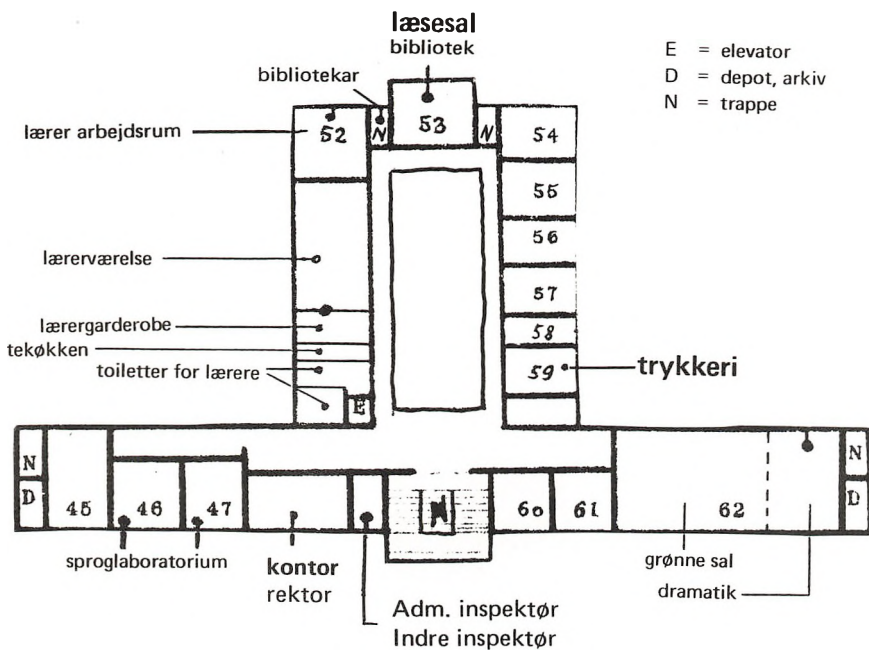 læsesal
bibliotek
bibliotekar
E = elevator
D = depot, arkiv
N = trappe
lærer arbejdsrum
52
N
53
N
54
55
56
57
58
59
lærerværelse
lærergarderobe
tekøkken
toiletter for lærere
trykkeri
E
N
D
45
46
47
N
60
61
62
N
D
sproglaboratorium
kontor
rektor
Adm. inspektør
Indre inspektør
grønne sal
dramatik